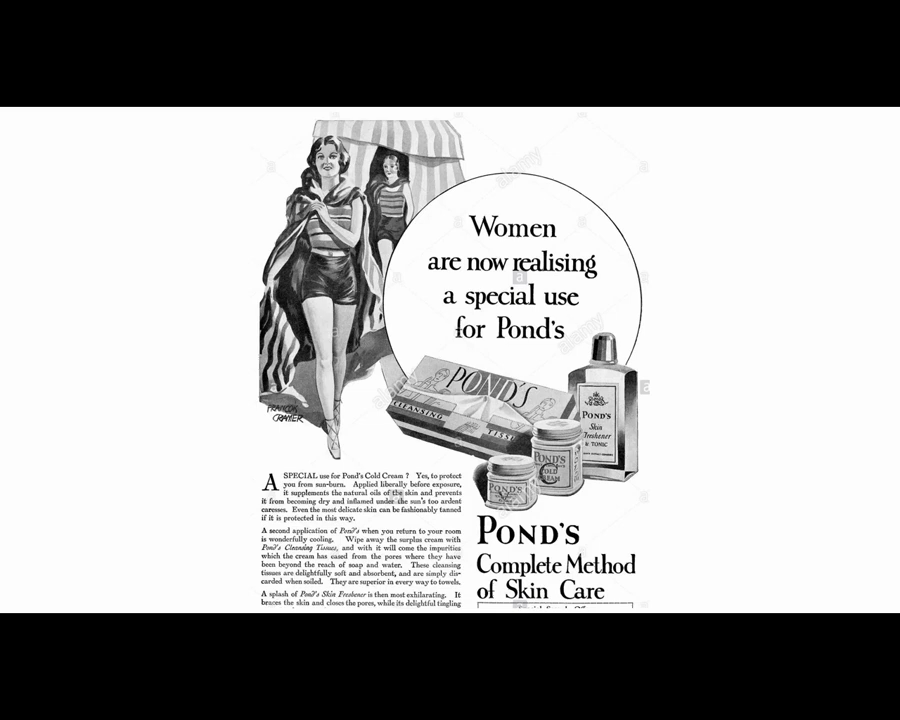 Women
are now realising
a special use
for Pond's
POND'S
CLEANSING
TISSU
POND'S
Skin
Freshener
& TONIC
POND'S
COLD
CREAM
POND'S
FRANCOIS
CRAMER
A SPECIAL use for Pond's Cold Cream ? Yes, to protect
you from sun-burn. Applied liberally before exposure,
it supplements the natural oils of the skin and prevents
it from becoming dry and inflamed under the sun's too ardent
caresses. Even the most delicate skin can be fashionably tanned
if it is protected in this way.
A second application of Pond's when you return to your room
is wonderfully cooling. Wipe away the surplus cream with
Pond's Cleansing Tissues, and with it will come the impurities
which the cream has eased from the pores where they have
been beyond the reach of soap and water. These cleansing
tissues are delightfully soft and absorbent, and are simply dis-
carded when soiled. They are superior in every way to towels.
A splash of Pond's Skin Freshener is then most exhilarating. It
braces the skin and closes the pores, while its delightful tingling
POND'S
Complete Method
of Skin Care
alamy
a